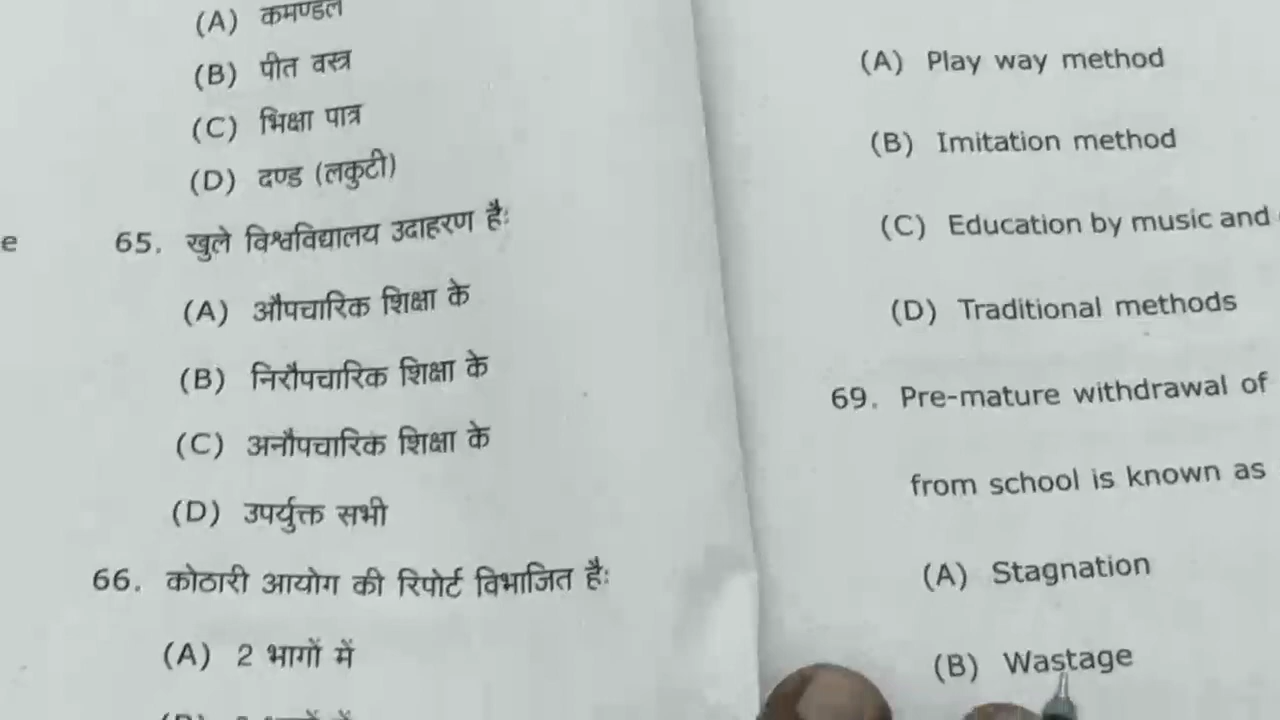 (A) कमण्डल
(B) पीत वस्त्र
(C) भिक्षा पात्र
(D) दण्ड (लकुटी)
e
65. खुले विश्वविद्यालय उदाहरण हैः
(A) औपचारिक शिक्षा के
(B) निरौपचारिक शिक्षा के
(C) अनौपचारिक शिक्षा के
(D) उपर्युक्त सभी
66. कोठारी आयोग की रिपोर्ट विभाजित हैः
(A) 2 भागों में
(A) Play way method
(B) Imitation method
(C) Education by music and
(D) Traditional methods
69. Pre-mature withdrawal of
from school is known as
(A) Stagnation
(B) Wastage